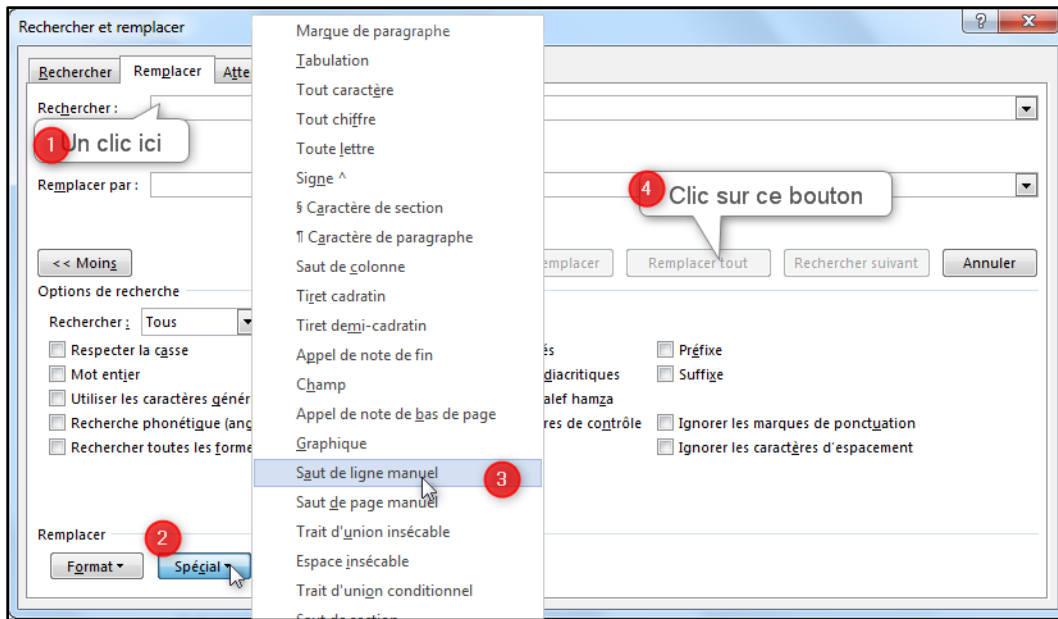 Rechercher et remplacer
Rechercher Remplacer Atte
Rechercher :
1 Un clic ici
Remplacer par :
4 Clic sur ce bouton
<< Moins
emplacer Remplacer tout Rechercher suivant Annuler
Options de recherche
Rechercher : Tous
Respecter la casse
Mot entier
Utiliser les caractères génér
Recherche phonétique (ang
Rechercher toutes les forme
és
diacritiques
alef hamza
res de contrôle
Préfixe
Suffixe
Ignorer les marques de ponctuation
Ignorer les caractères d'espacement
Remplacer
2
Format Spécial
Marque de paragraphe
Tabulation
Tout caractère
Tout chiffre
Toute lettre
Signe ^
§ Caractère de section
¶ Caractère de paragraphe
Saut de colonne
Tiret cadratin
Tiret demi-cadratin
Appel de note de fin
Champ
Appel de note de bas de page
Graphique
Saut de ligne manuel 3
Saut de page manuel
Trait d'union insécable
Espace insécable
Trait d'union conditionnel
Saut de section